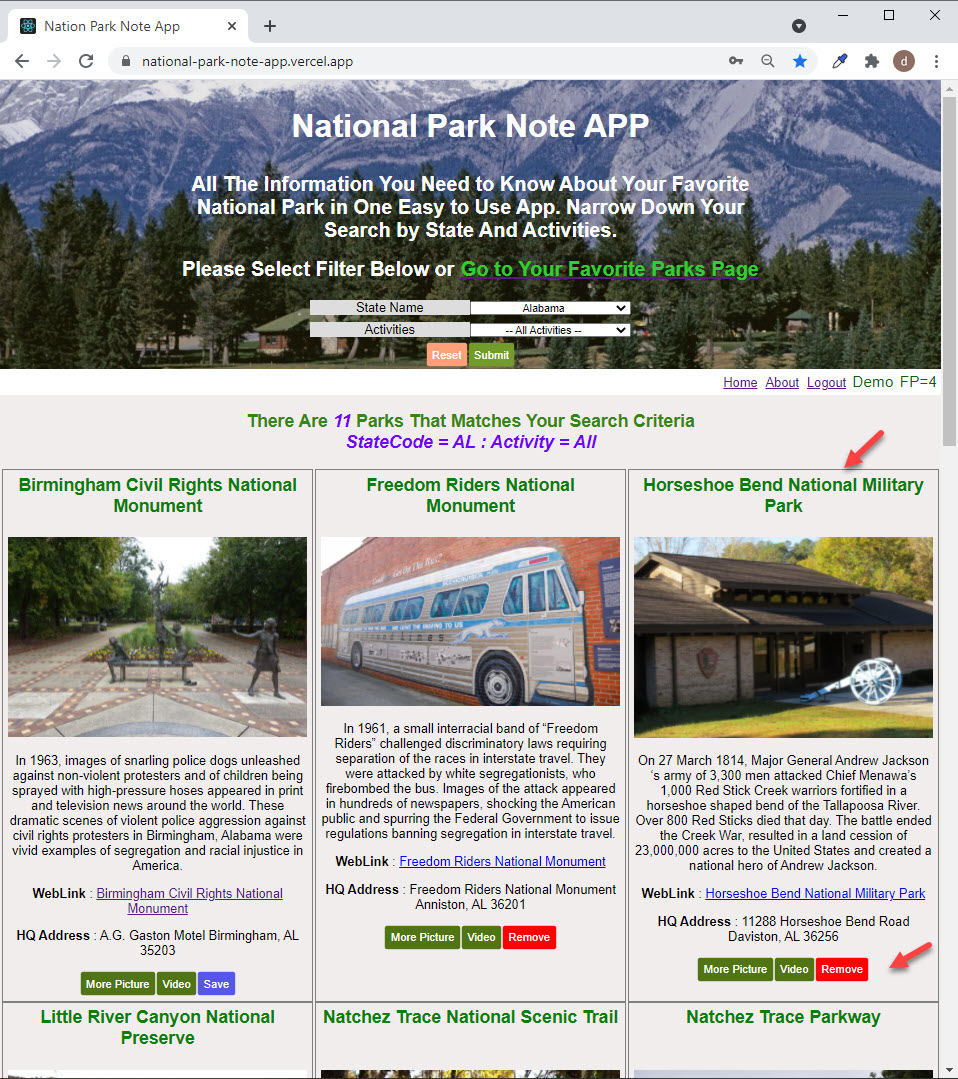 Nation Park Note App
national-park-note-app.vercel.app
d
National Park Note APP
All The Information You Need to Know About Your Favorite
National Park in One Easy to Use App. Narrow Down Your
Search by State And Activities.
Please Select Filter Below or Go to Your Favorite Parks Page
State Name Alabama
Activities -- All Activities --
Reset Submit
Home About Logout Demo FP=4
There Are 11 Parks That Matches Your Search Criteria
StateCode = AL : Activity = All
Birmingham Civil Rights National
Monument
In 1963, images of snarling police dogs unleashed
against non-violent protesters and of children being
sprayed with high-pressure hoses appeared in print
and television news around the world. These
dramatic scenes of violent police aggression against
civil rights protesters in Birmingham, Alabama were
vivid examples of segregation and racial injustice in
America.
WebLink : Birmingham Civil Rights National
Monument
HQ Address : A.G. Gaston Motel Birmingham, AL
35203
More Picture Video Save
Freedom Riders National
Monument
In 1961, a small interracial band of “Freedom
Riders” challenged discriminatory laws requiring
separation of the races in interstate travel. They
were attacked by white segregationists, who
firebombed the bus. Images of the attack appeared
in hundreds of newspapers, shocking the American
public and spurring the Federal Government to issue
regulations banning segregation in interstate travel.
WebLink : Freedom Riders National Monument
HQ Address : Freedom Riders National Monument
Anniston, AL 36201
More Picture Video Remove
Horseshoe Bend National Military
Park
On 27 March 1814, Major General Andrew Jackson
‘s army of 3,300 men attacked Chief Menawa’s
1,000 Red Stick Creek warriors fortified in a
horseshoe shaped bend of the Tallapoosa River.
Over 800 Red Sticks died that day. The battle ended
the Creek War, resulted in a land cession of
23,000,000 acres to the United States and created a
national hero of Andrew Jackson.
WebLink : Horseshoe Bend National Military Park
HQ Address : 11288 Horseshoe Bend Road
Daviston, AL 36256
More Picture Video Remove
Little River Canyon National
Preserve
Natchez Trace National Scenic Trail
Natchez Trace Parkway